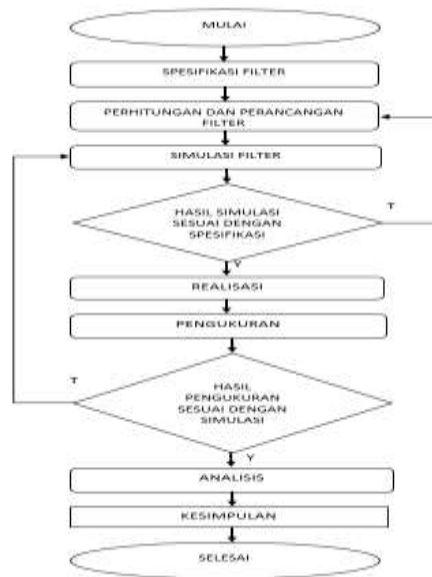 MULAI
SPESIFIKASI FILTER
PERHITUNGAN DAN PERANCANGAN
FILTER
SIMULASI FILTER
HASIL SIMULASI
SESUAI DENGAN
SPESIFIKASI
T
Y
REALISASI
PENGUKURAN
T
HASIL
PENGUKURAN
SESUAI DENGAN
SIMULASI
Y
ANALISIS
KESIMPULAN
SELESAI